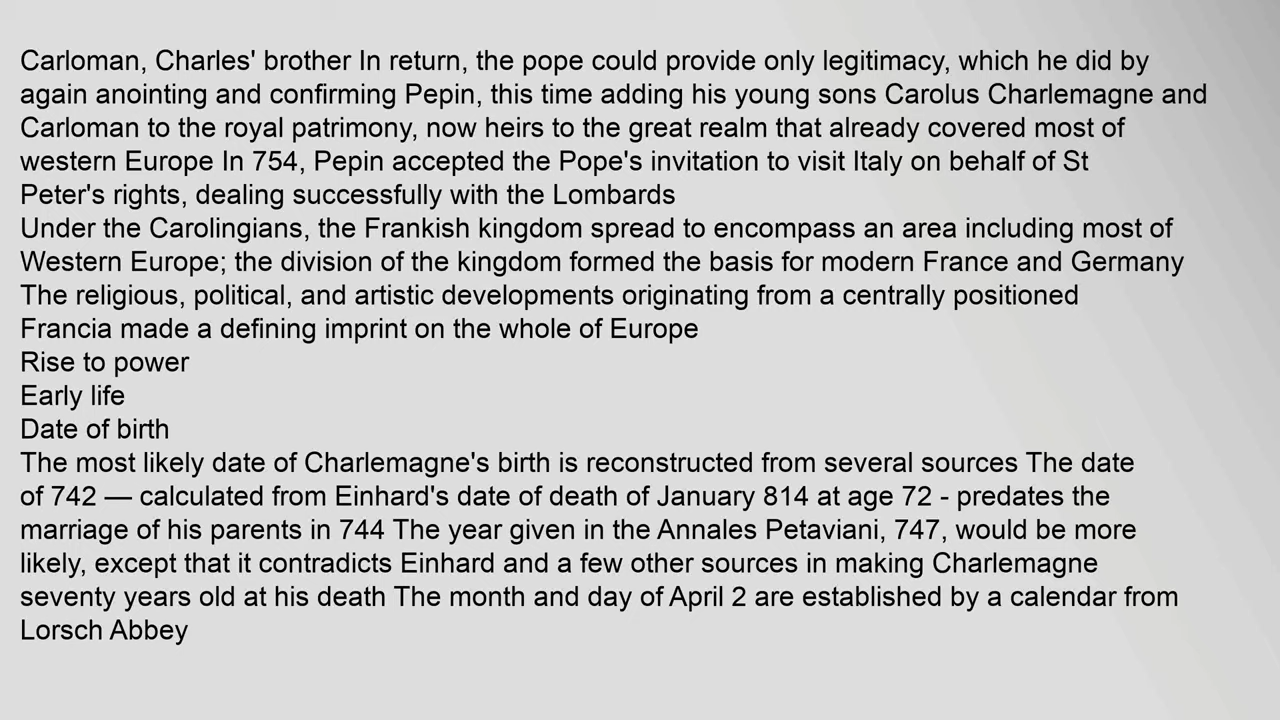 Carloman, Charles' brother In return, the pope could provide only legitimacy, which he did by
again anointing and confirming Pepin, this time adding his young sons Carolus Charlemagne and
Carloman to the royal patrimony, now heirs to the great realm that already covered most of
western Europe In 754, Pepin accepted the Pope's invitation to visit Italy on behalf of St
Peter's rights, dealing successfully with the Lombards
Under the Carolingians, the Frankish kingdom spread to encompass an area including most of
Western Europe; the division of the kingdom formed the basis for modern France and Germany
The religious, political, and artistic developments originating from a centrally positioned
Francia made a defining imprint on the whole of Europe
Rise to power
Early life
Date of birth
The most likely date of Charlemagne's birth is reconstructed from several sources The date
of 742 — calculated from Einhard's date of death of January 814 at age 72 - predates the
marriage of his parents in 744 The year given in the Annales Petaviani, 747, would be more
likely, except that it contradicts Einhard and a few other sources in making Charlemagne
seventy years old at his death The month and day of April 2 are established by a calendar from
Lorsch Abbey